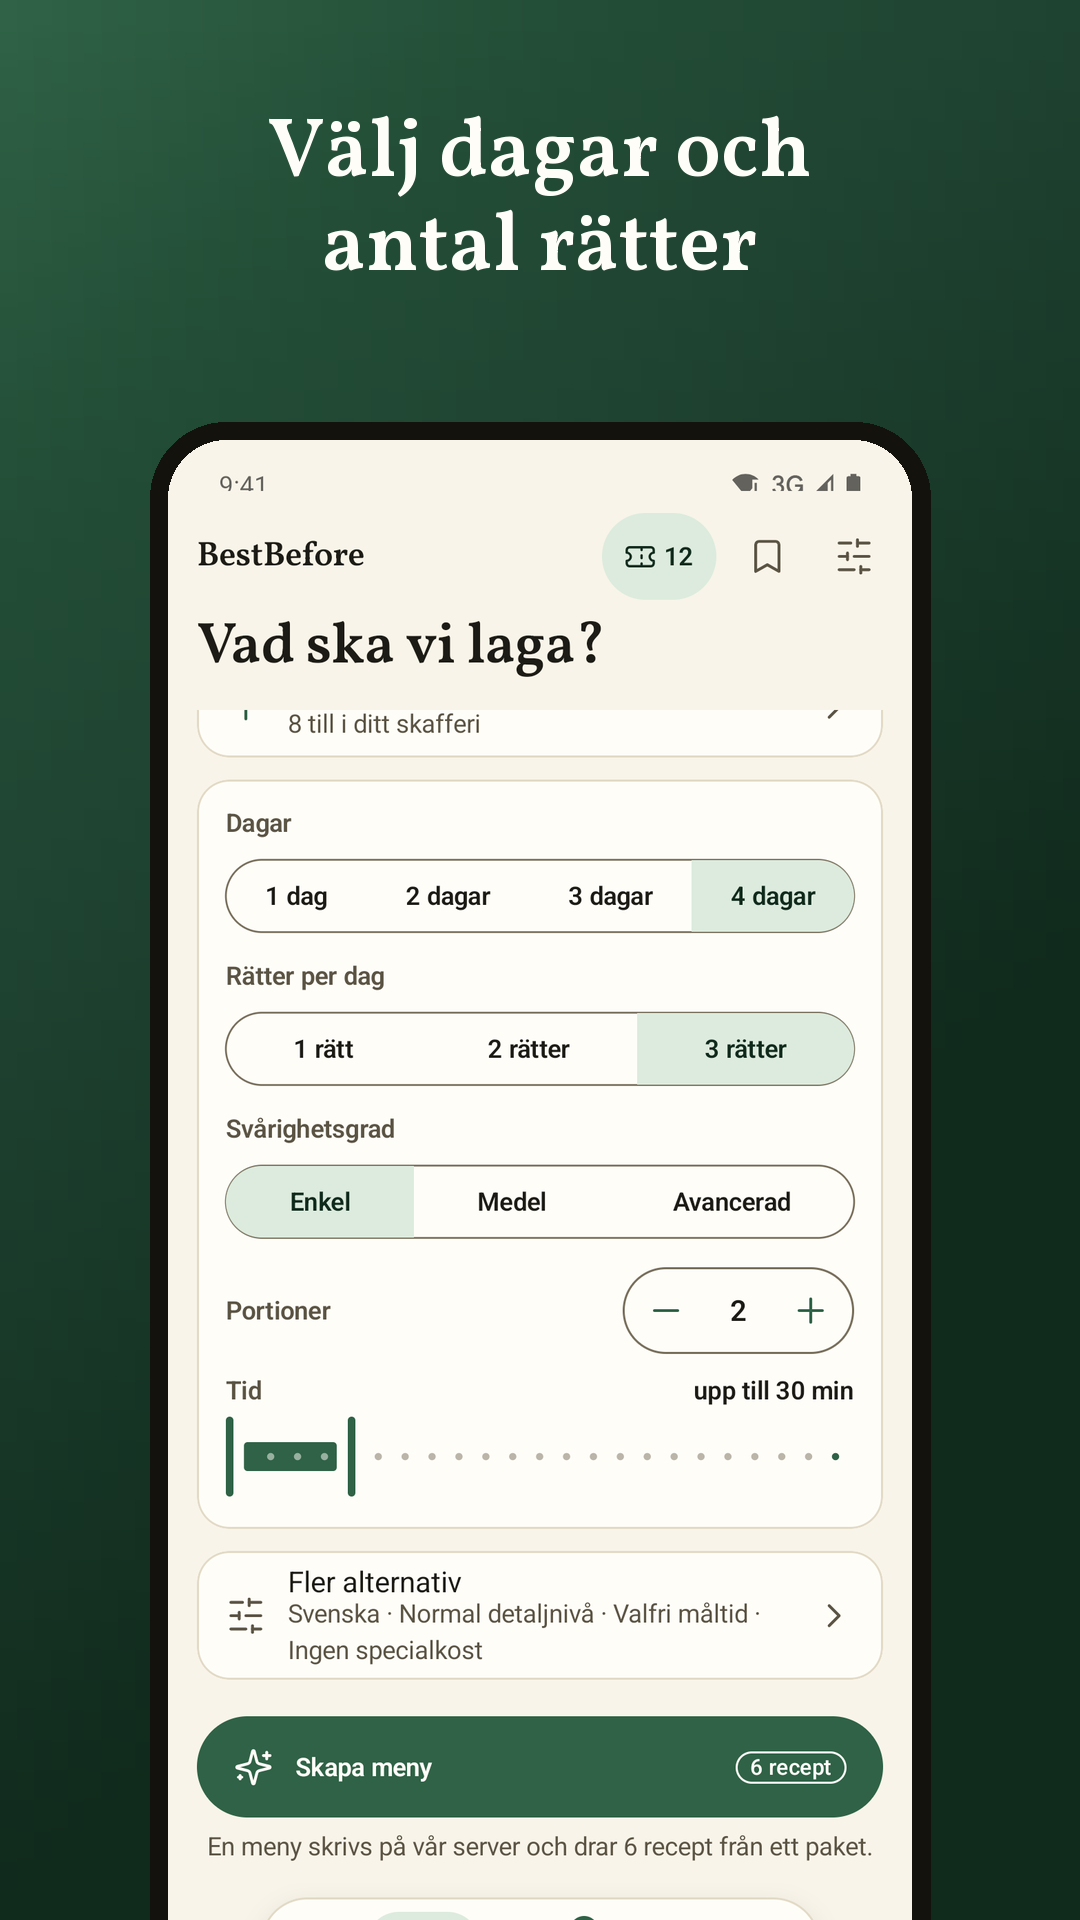 Välj dagar och
antal rätter
9:41
3G
BestBefore
12
Vad ska vi laga?
8 till i ditt skafferi
Dagar
1 dag 2 dagar 3 dagar 4 dagar
Rätter per dag
1 rätt 2 rätter 3 rätter
Svårighetsgrad
Enkel Medel Avancerad
Portioner 2
Tid upp till 30 min
Fler alternativ
Svenska · Normal detaljnivå · Valfri måltid ·
Ingen specialkost
Skapa meny 6 recept
En meny skrivs på vår server och drar 6 recept från ett paket.